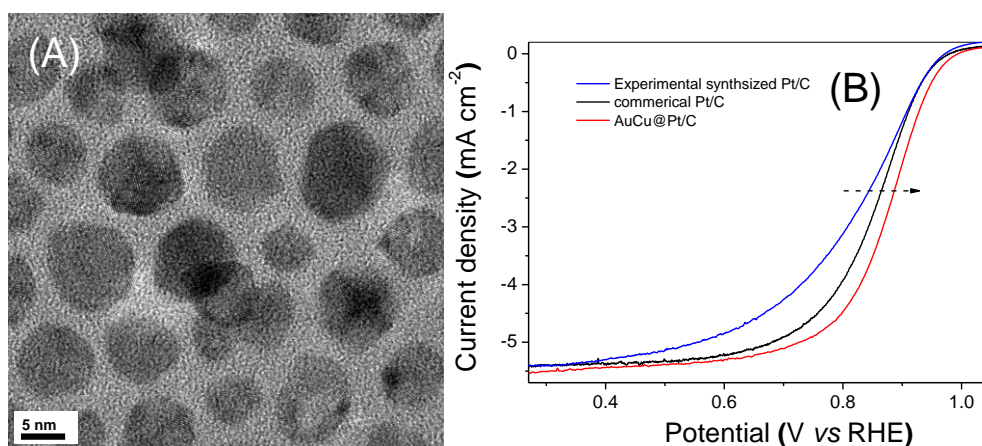 (A)
5 nm
(B)
Experimental synthsized Pt/C
commerical Pt/C
AuCu@Pt/C
Current density (mA cm-2)
0
-1
-2
-3
-4
-5
0.4 0.6 0.8 1.0
Potential (V vs RHE)